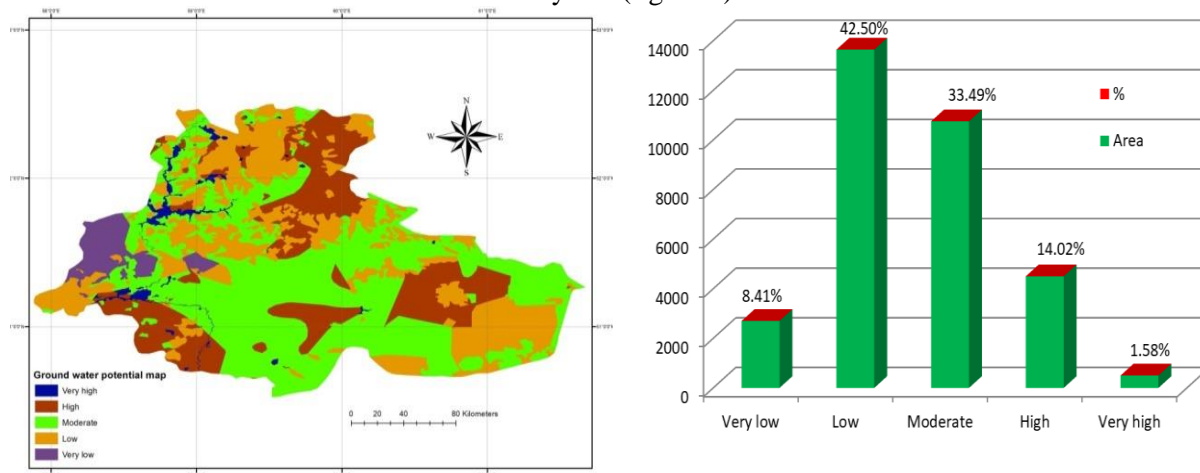 N
W
E
S
Ground water potential map
Very high
High
Moderate
Low
Very low
0 20 40 80 Kilometers
14000
12000
10000
8000
6000
4000
2000
0
8.41%
42.50%
33.49%
14.02%
1.58%
%
Area
Very low Low Moderate High Very high